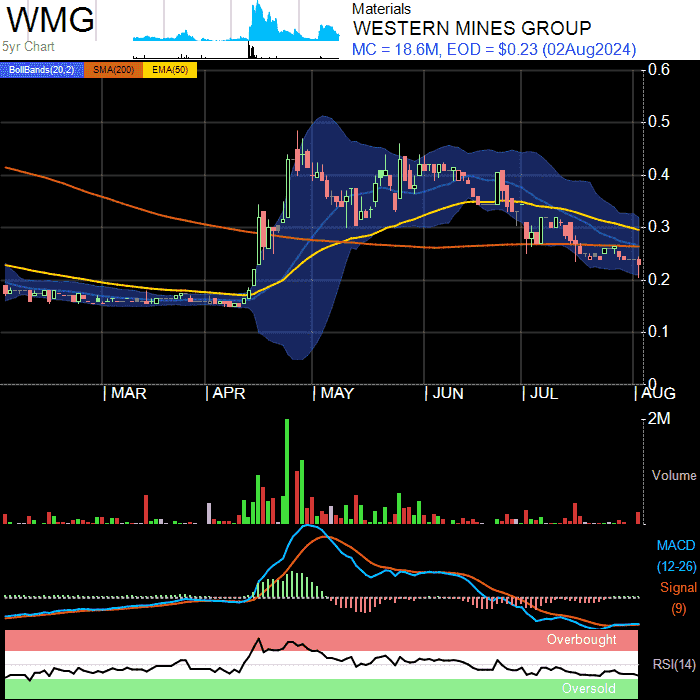 WMG
5yr Chart
Materials
WESTERN MINES GROUP
MC = 18.6M, EOD = $0.23 (02Aug2024)
BollBands(20,2) SMA(200) EMA(50)
0.6
0.5
0.4
0.3
0.2
0.1
0
MAR APR MAY JUN JUL AUG
2M
Volume
MACD
(12-26)
Signal
(9)
Overbought
RSI(14)
Oversold